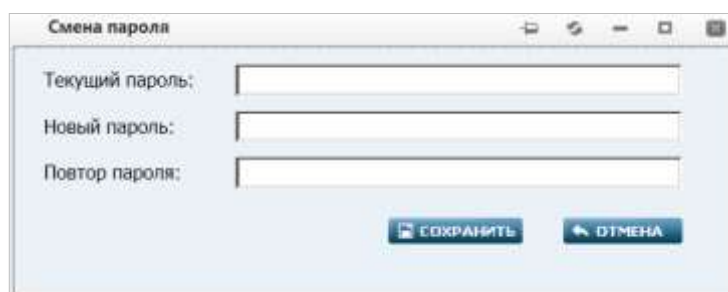 Смена пароля
Текущий пароль:
Новый пароль:
Повтор пароля:
СОХРАНИТЬ ОТМЕНА